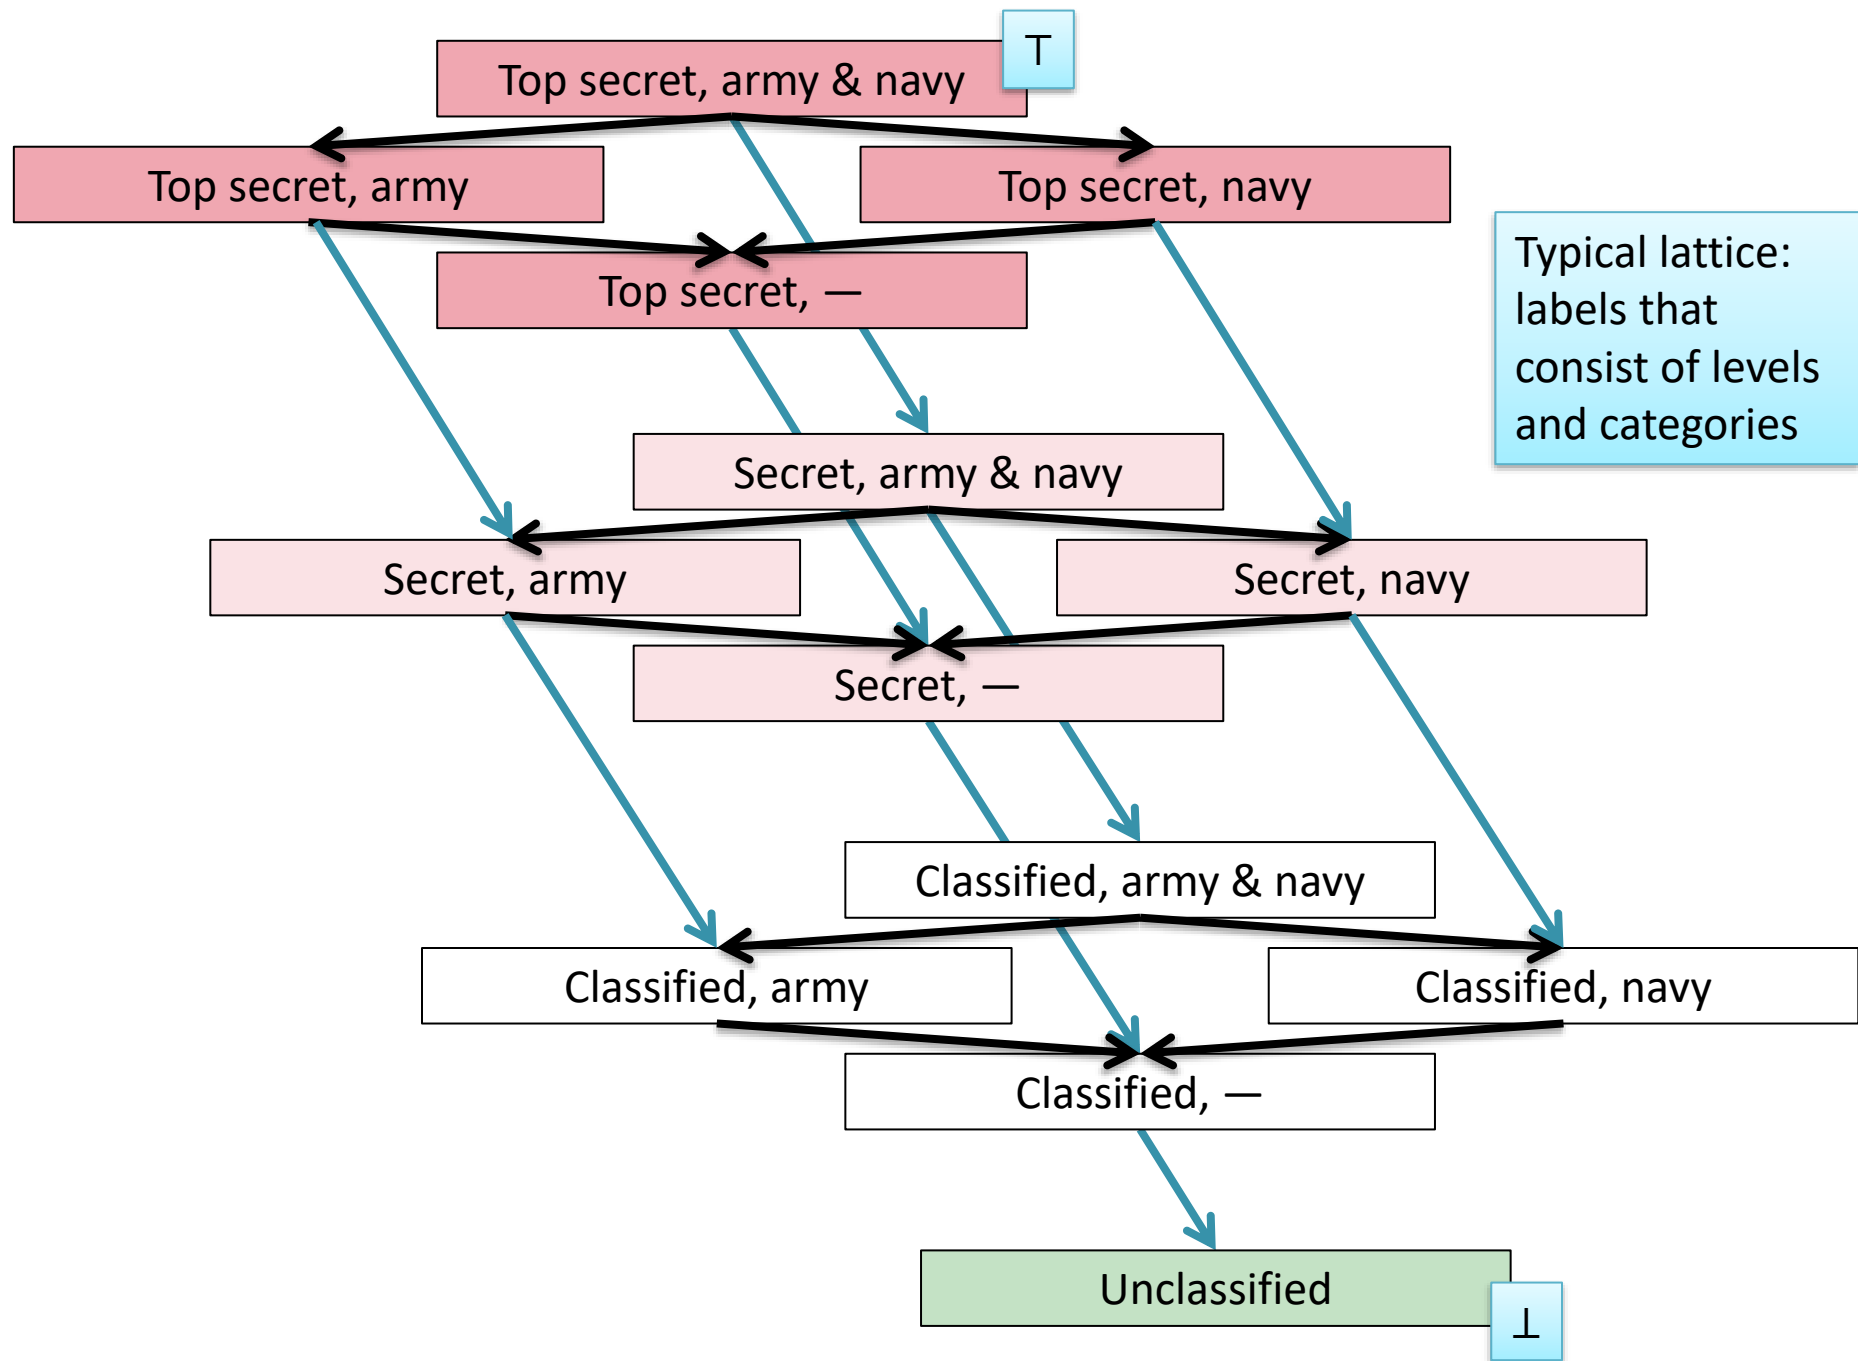 ⊤
Top secret, army & navy
Top secret, army
Top secret, navy
Top secret, —
Typical lattice:
labels that
consist of levels
and categories
Secret, army & navy
Secret, army
Secret, navy
Secret, —
Classified, army & navy
Classified, army
Classified, navy
Classified, —
Unclassified
⊥